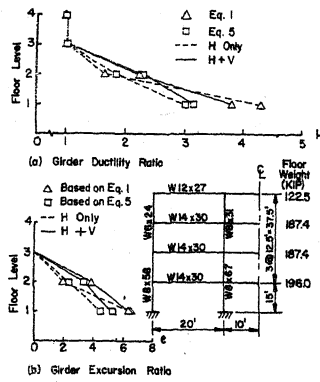 Floor Level
4
3
2
1
0
1
2
3
4
5
Eq. 1
Eq. 5
H Only
H + V
(a) Girder Ductility Ratio
Based on Eq. 1
Based on Eq. 5
H Only
H + V
Floor Level
4
3
2
1
0
2
4
6
8
e
(b) Girder Excursion Ratio
C
L
Floor
Weight
(KIP)
W12x27
122.5
W14x30
187.4
W14x30
187.4
W14x30
196.0
W8x58
W8x67
3@12.5'=37.5'
15'
20'
10'